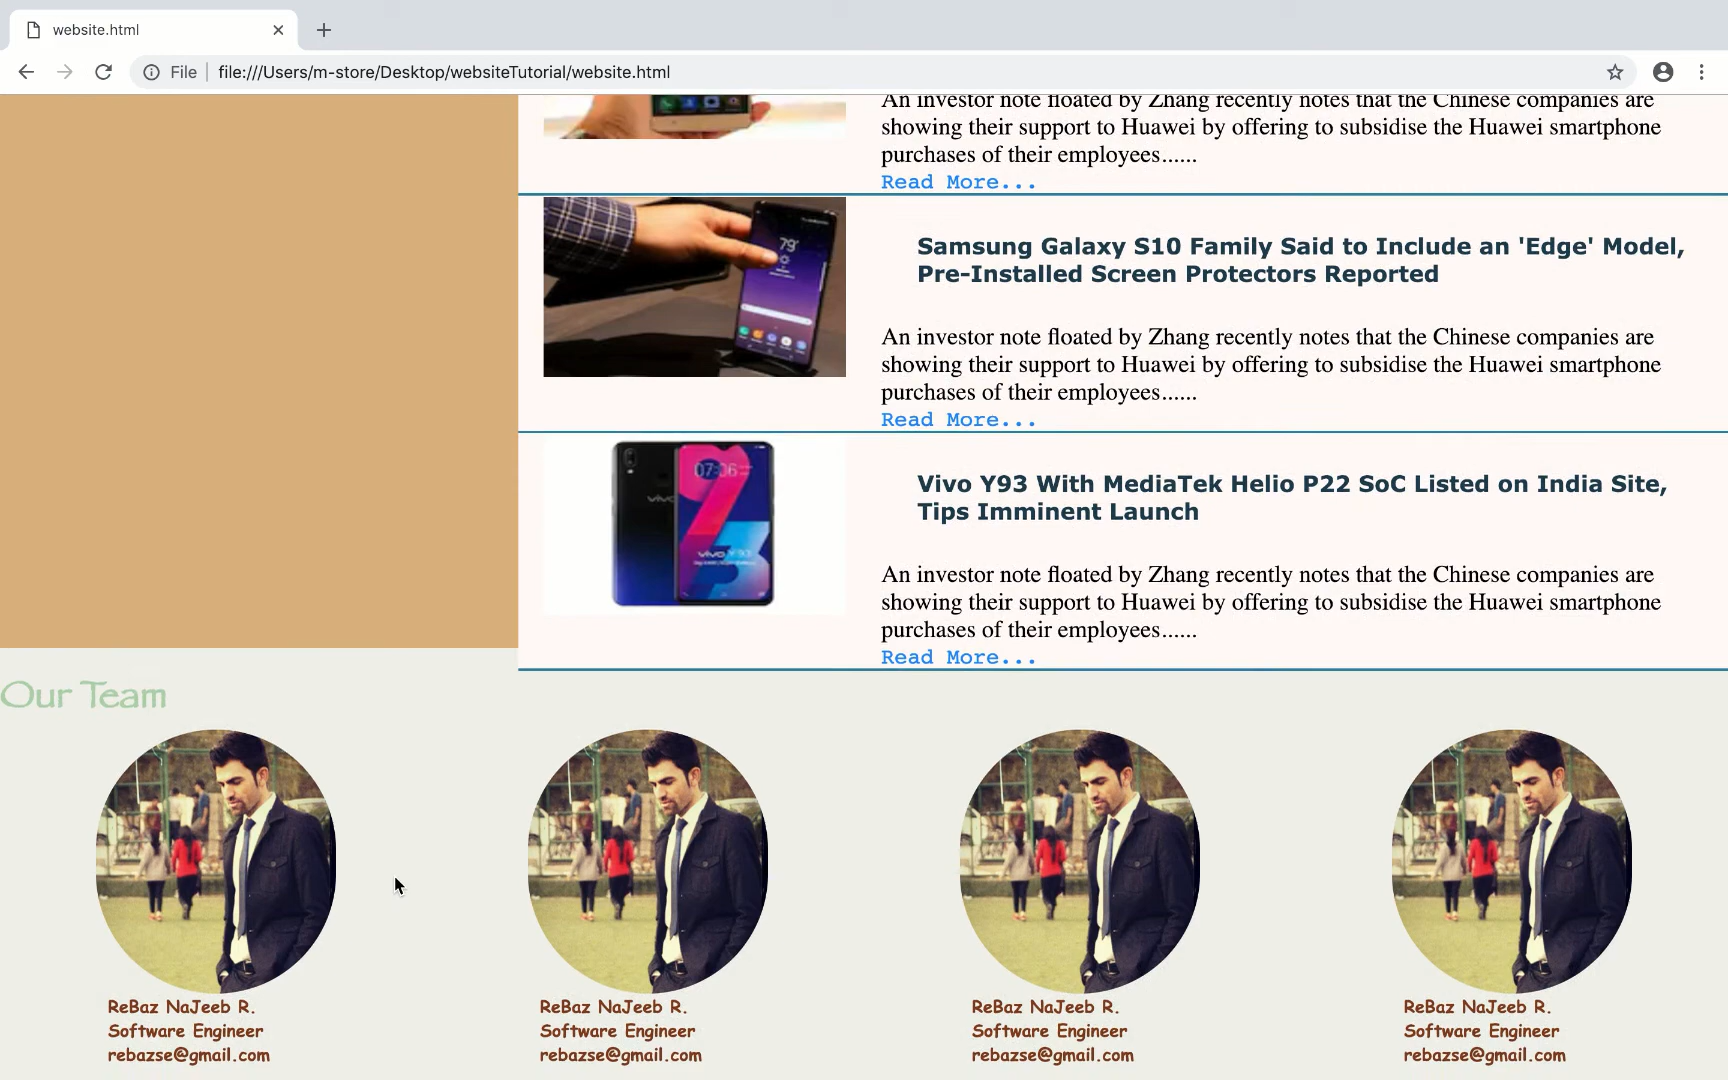 website.html
File file:///Users/m-store/Desktop/websiteTutorial/website.html
An investor note floated by Zhang recently notes that the Chinese companies are
showing their support to Huawei by offering to subsidise the Huawei smartphone
purchases of their employees......
Read More...
79°
Samsung Galaxy S10 Family Said to Include an 'Edge' Model,
Pre-Installed Screen Protectors Reported
An investor note floated by Zhang recently notes that the Chinese companies are
showing their support to Huawei by offering to subsidise the Huawei smartphone
purchases of their employees......
Read More...
07:06
vivo
vivo Y93
Vivo Y93 With MediaTek Helio P22 SoC Listed on India Site,
Tips Imminent Launch
An investor note floated by Zhang recently notes that the Chinese companies are
showing their support to Huawei by offering to subsidise the Huawei smartphone
purchases of their employees......
Read More...
Our Team
ReBaz NaJeeb R.
Software Engineer
rebazse@gmail.com
ReBaz NaJeeb R.
Software Engineer
rebazse@gmail.com
ReBaz NaJeeb R.
Software Engineer
rebazse@gmail.com
ReBaz NaJeeb R.
Software Engineer
rebazse@gmail.com